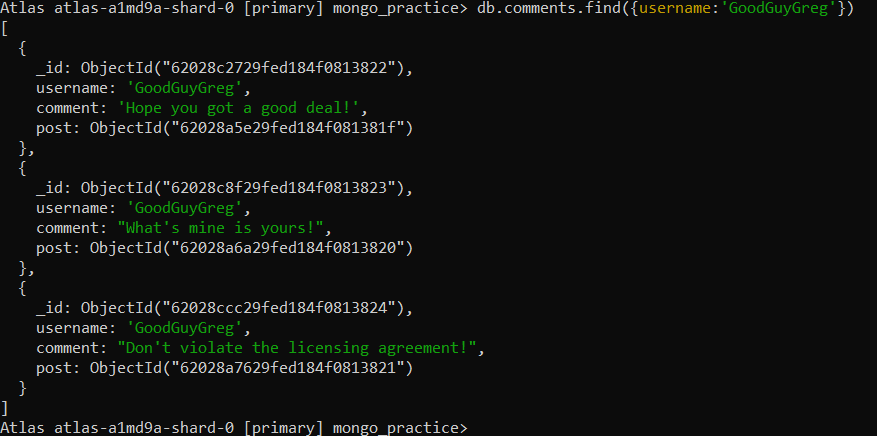 Atlas atlas-a1md9a-shard-0 [primary] mongo_practice> db.comments.find({username:'GoodGuyGreg'})
[
  {
    _id: ObjectId("62028c2729fed184f0813822"),
    username: 'GoodGuyGreg',
    comment: 'Hope you got a good deal!',
    post: ObjectId("62028a5e29fed184f081381f")
  },
  {
    _id: ObjectId("62028c8f29fed184f0813823"),
    username: 'GoodGuyGreg',
    comment: "What's mine is yours!",
    post: ObjectId("62028a6a29fed184f0813820")
  },
  {
    _id: ObjectId("62028ccc29fed184f0813824"),
    username: 'GoodGuyGreg',
    comment: "Don't violate the licensing agreement!",
    post: ObjectId("62028a7629fed184f0813821")
  }
]
Atlas atlas-a1md9a-shard-0 [primary] mongo_practice>